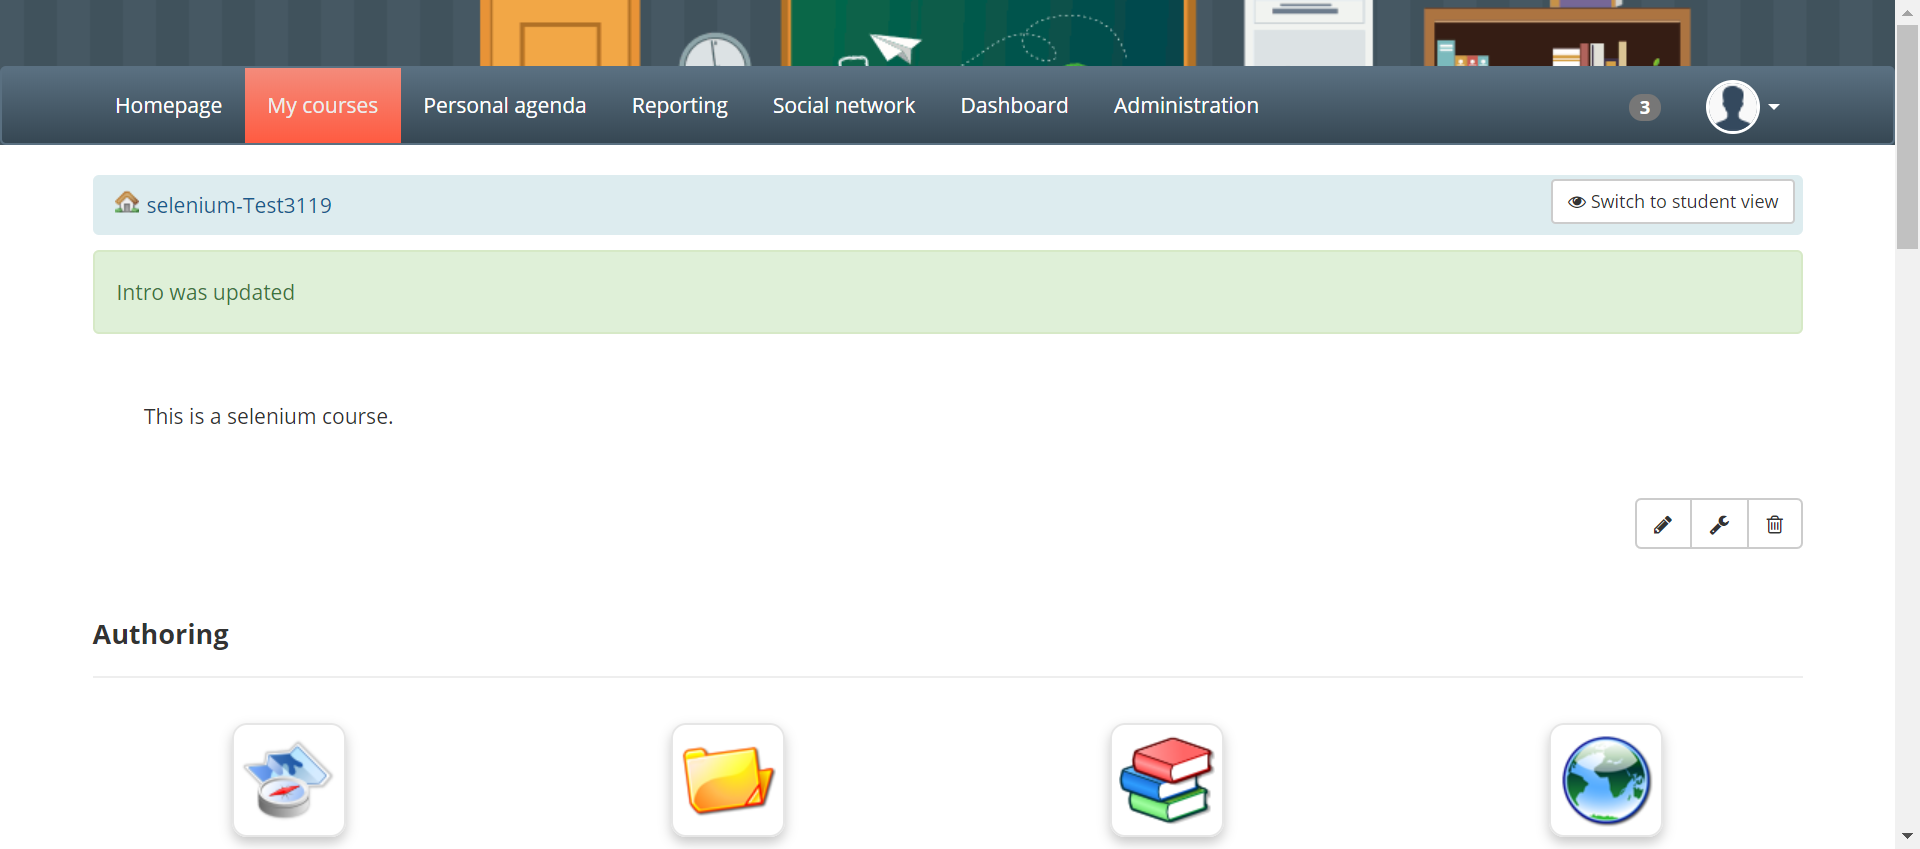 Homepage My courses Personal agenda Reporting Social network Dashboard Administration 3
selenium-Test3119 Switch to student view
Intro was updated
This is a selenium course.
Authoring